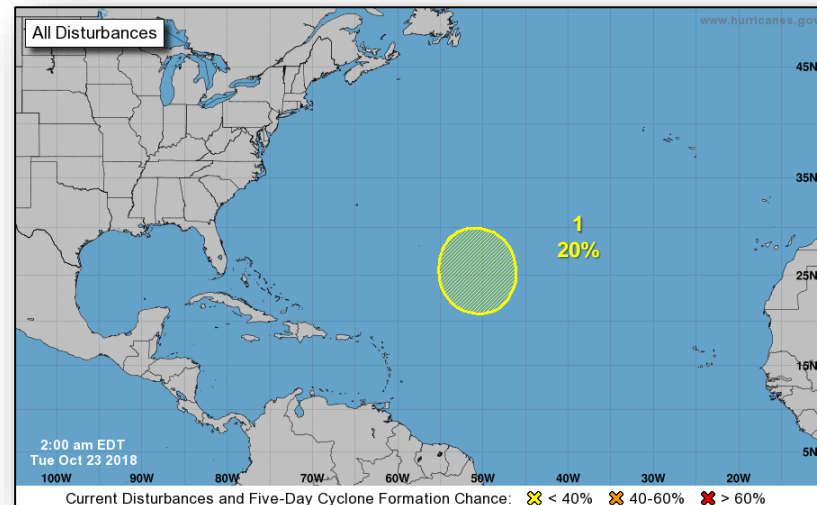 www.hurricanes.gov
All Disturbances
45N
35N
1
20%
25N
15N
2:00 am EDT
Tue Oct 23 2018
5N
100W 90W 80W 70W 60W 50W 40W 30W 20W
Current Disturbances and Five-Day Cyclone Formation Chance: < 40% 40-60% > 60%